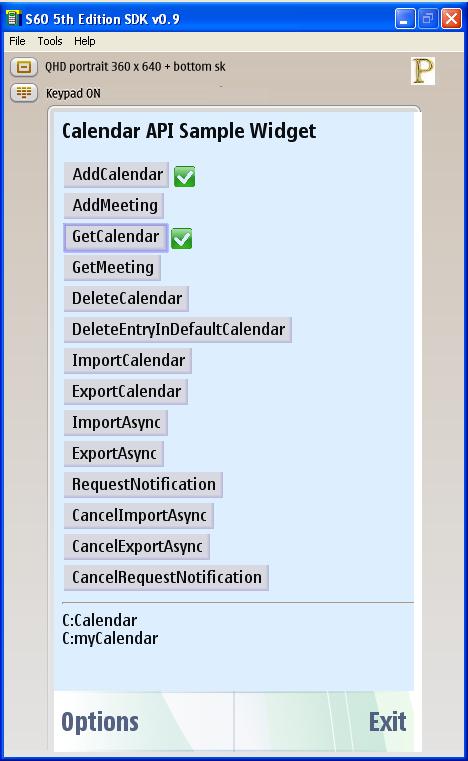 S60 5th Edition SDK v0.9
File Tools Help
QHD portrait 360 x 640 + bottom sk
P
Keypad ON
Calendar API Sample Widget
AddCalendar
AddMeeting
GetCalendar
GetMeeting
DeleteCalendar
DeleteEntryInDefaultCalendar
ImportCalendar
ExportCalendar
ImportAsync
ExportAsync
RequestNotification
CancelImportAsync
CancelExportAsync
CancelRequestNotification
C:Calendar
C:myCalendar
Options Exit